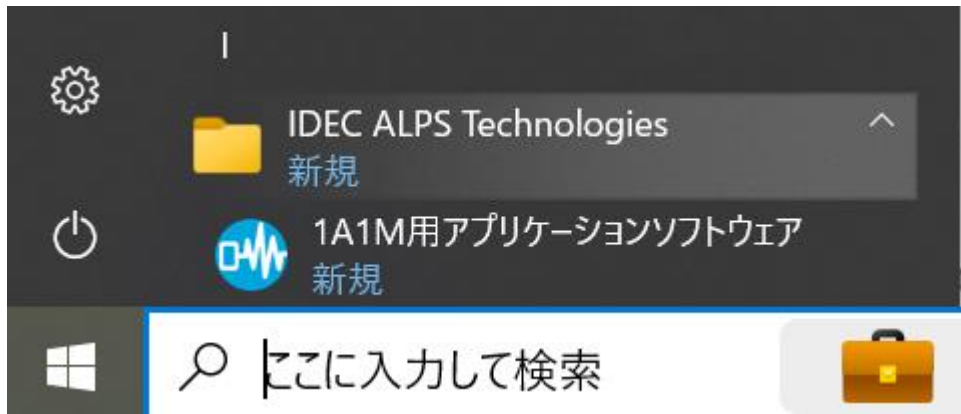 I
IDEC ALPS Technologies
新規
1A1M用アプリケーションソフトウェア
新規
ここに入力して検索